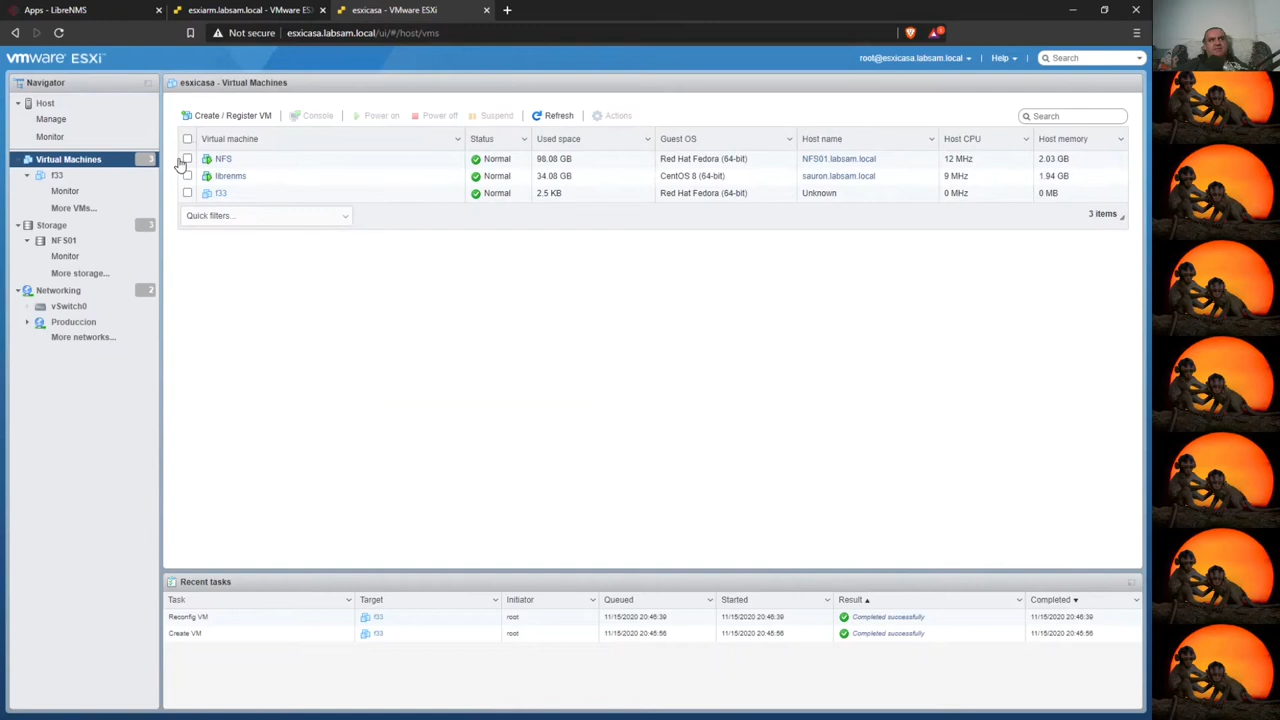 Apps - LibreNMS
esxiarm.labsam.local - VMware ESXi
esxicasa - VMware ESXi
Not secure
esxicasa.labsam.local/ui/#/host/vms
vmware ESXi
root@esxicasa.labsam.local
Help
Search
Navigator
esxicasa - Virtual Machines
Host
Manage
Monitor
Virtual Machines
3
f33
Monitor
More VMs...
Storage
3
NFS01
Monitor
More storage...
Networking
2
vSwitch0
Produccion
More networks...
Create / Register VM
Console
Power on
Power off
Suspend
Refresh
Actions
Search
Virtual machine Status Used space Guest OS Host name Host CPU Host memory
NFS Normal 98.08 GB Red Hat Fedora (64-bit) NFS01.labsam.local 12 MHz 2.03 GB
librenms Normal 34.08 GB CentOS 8 (64-bit) sauron.labsam.local 9 MHz 1.94 GB
f33 Normal 2.5 KB Red Hat Fedora (64-bit) Unknown 0 MHz 0 MB
Quick filters...
3 items
Recent tasks
Task Target Initiator Queued Started Result Completed
Reconfig VM f33 root 11/15/2020 20:46:39 11/15/2020 20:46:39 Completed successfully 11/15/2020 20:46:39
Create VM f33 root 11/15/2020 20:45:56 11/15/2020 20:45:56 Completed successfully 11/15/2020 20:45:56